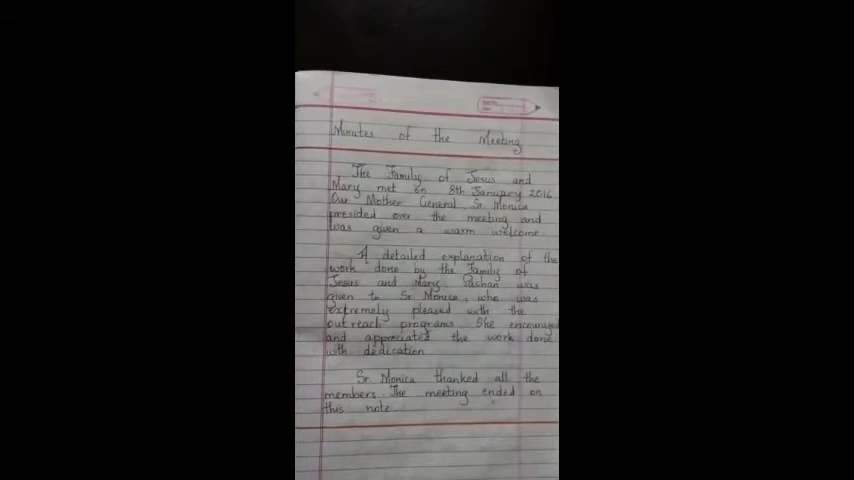 Minutes of the Meeting
The Family of Jesus and
Mary met on 8th January 2016
Our Mother General, Sr. Monica
presided over the meeting and
was given a warm welcome.
A detailed explanation of the
work done by the Family of
Jesus and Mary, Pashan was
given to Sr Monica, who was
extremely pleased with the
outreach programs. She encouraged
and appreciated the work done
with dedication
Sr. Monica thanked all the
members. The meeting ended on
this note